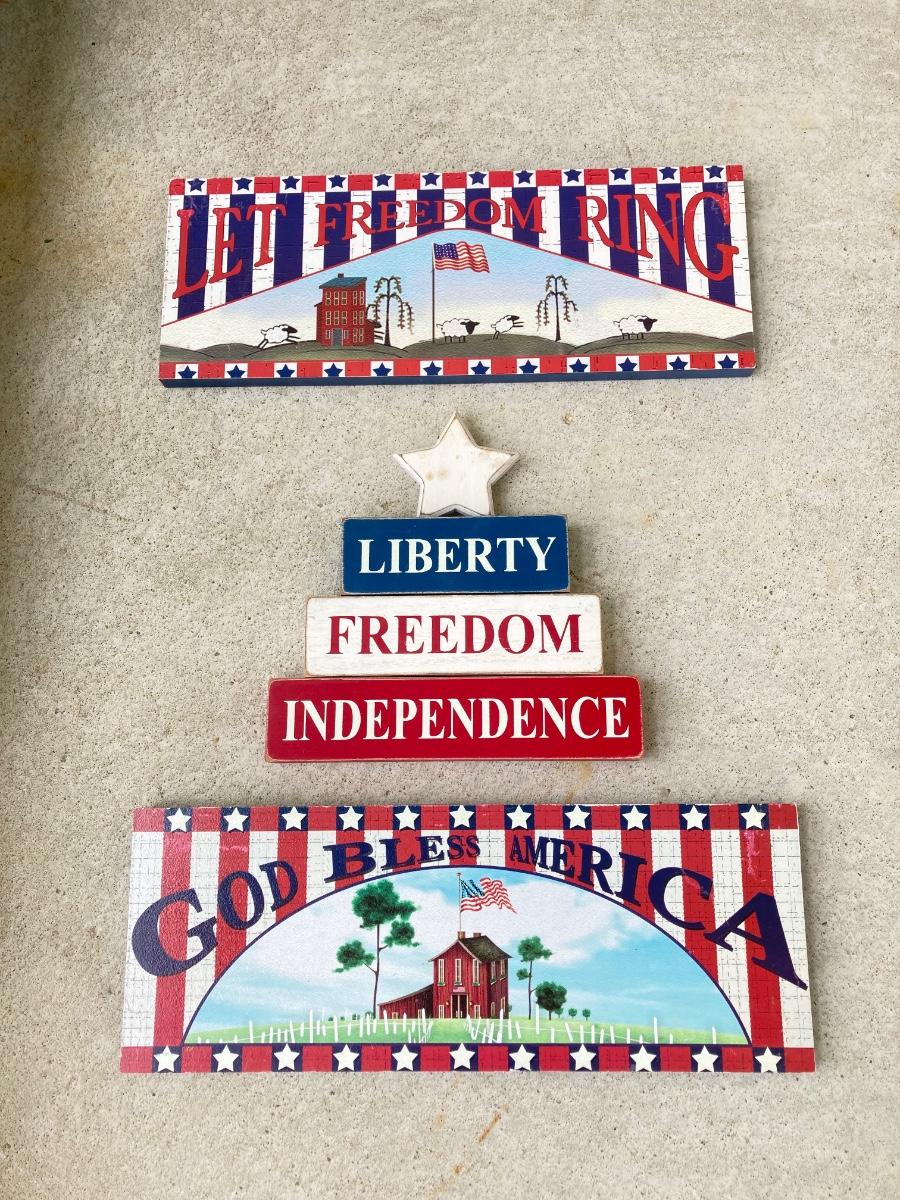 LET FREEDOM RING
LIBERTY
FREEDOM
INDEPENDENCE
GOD BLESS AMERICA